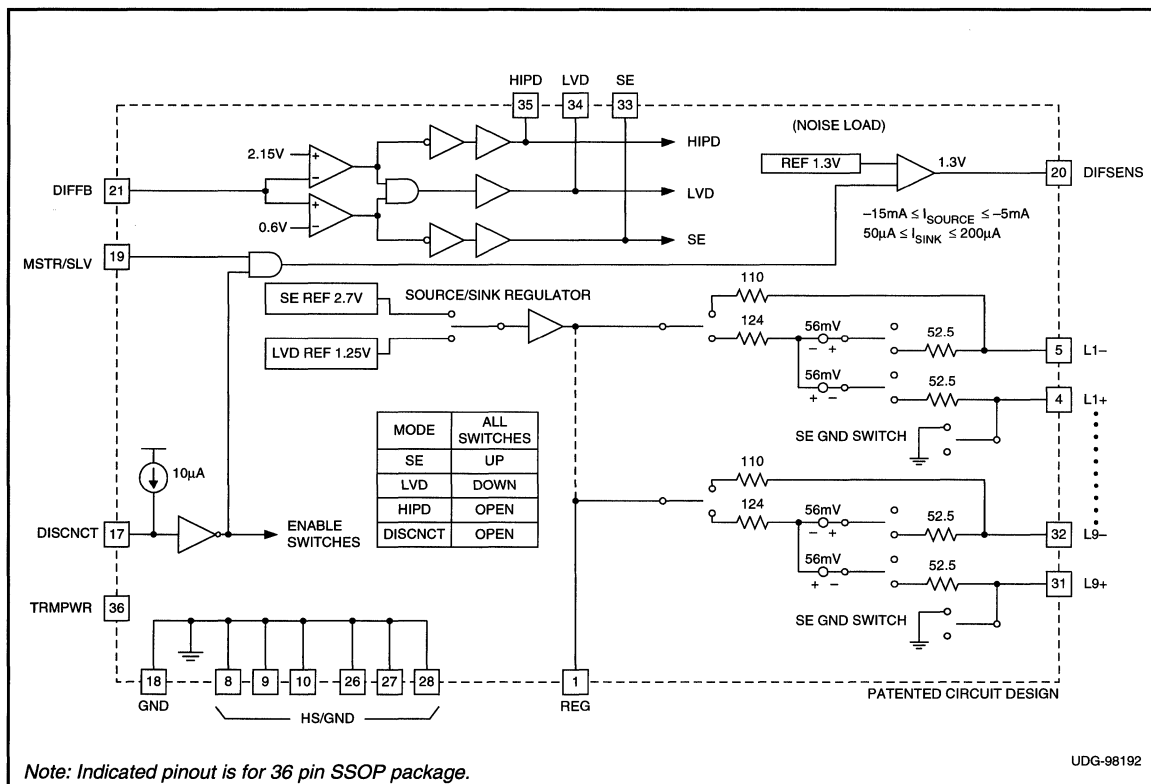 HIPD LVD SE
35 34 33
(NOISE LOAD)
HIPD
2.15V
+
−
REF 1.3V
1.3V
DIFFB 21
LVD
20 DIFSENS
+
−
0.6V
SE
−15mA ≤ ISOURCE ≤ −5mA
50µA ≤ ISINK ≤ 200µA
19
MSTR/SLV
SE REF 2.7V
SOURCE/SINK REGULATOR
110
124
56mV
− +
52.5
5 L1−
LVD REF 1.25V
56mV
+ −
52.5
4 L1+
SE GND SWITCH
MODE ALL SWITCHES
SE UP
LVD DOWN
HIPD OPEN
DISCNCT OPEN
10µA
110
124
56mV
− +
52.5
32 L9−
DISCNCT 17
ENABLE
SWITCHES
56mV
+ −
52.5
31 L9+
TRMPWR 36
SE GND SWITCH
18 8 9 10 26 27 28 1
GND
HS/GND
REG
PATENTED CIRCUIT DESIGN
Note: Indicated pinout is for 36 pin SSOP package.
UDG-98192